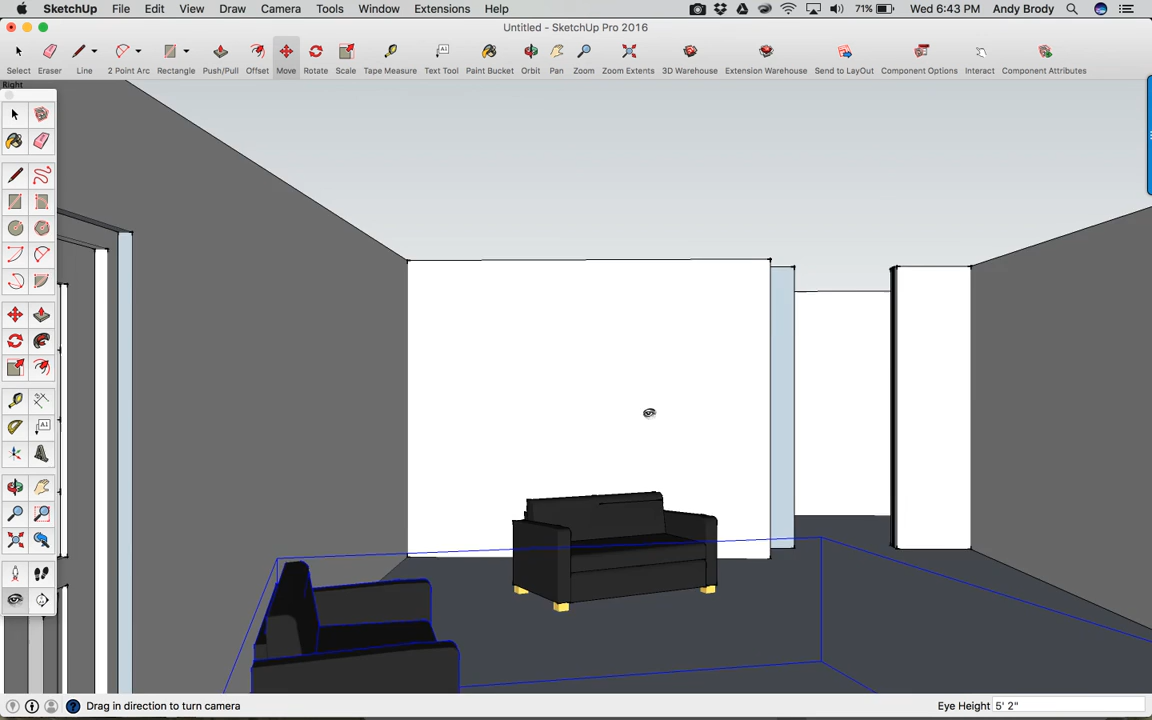 SketchUp File Edit View Draw Camera Tools Window Extensions Help 71% Wed 6:43 PM Andy Brody
Untitled - SketchUp Pro 2016
Select Eraser Line 2 Point Arc Rectangle Push/Pull Offset Move Rotate Scale Tape Measure Text Tool Paint Bucket Orbit Pan Zoom Zoom Extents 3D Warehouse Extension Warehouse Send to LayOut Component Options Interact Component Attributes
Right
Drag in direction to turn camera Eye Height 5' 2"